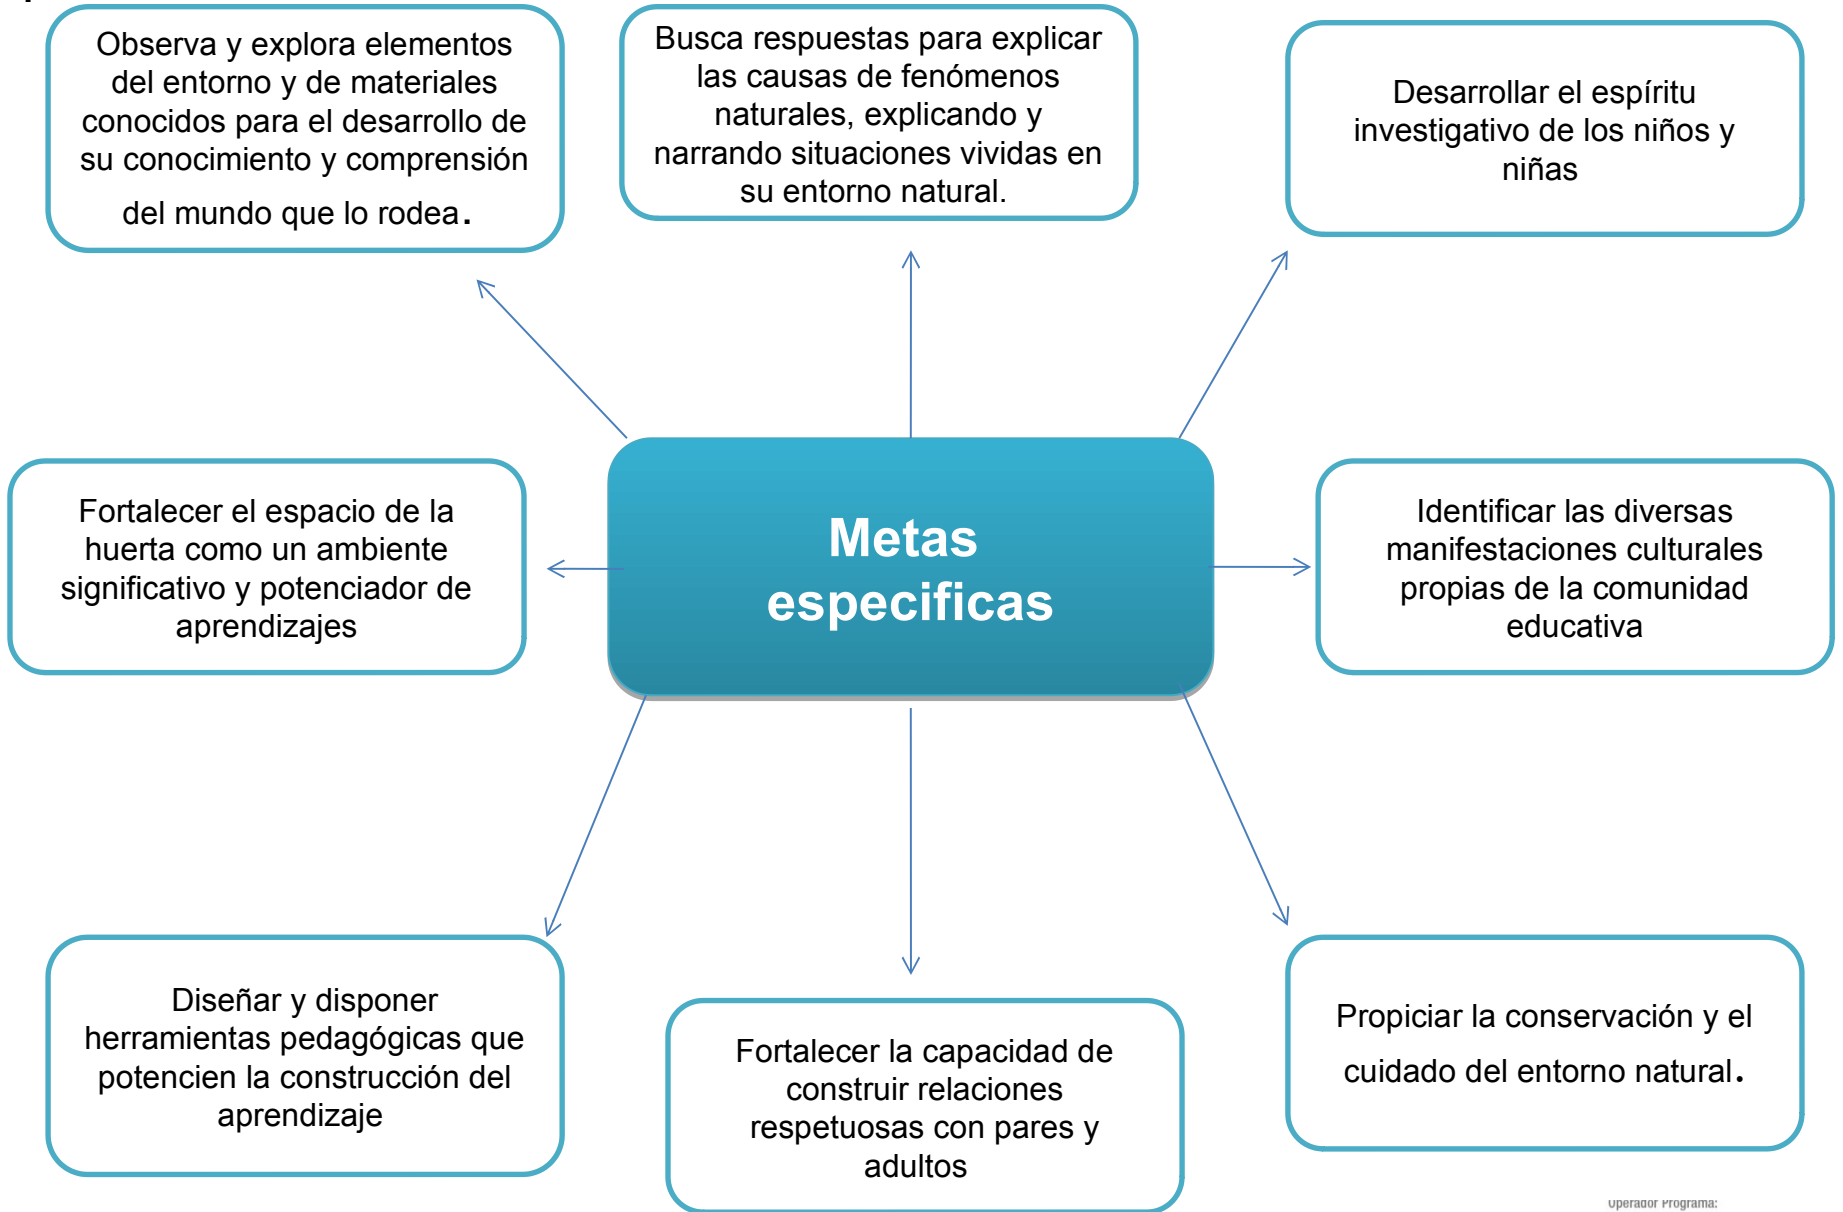 Observa y explora elementos
del entorno y de materiales
conocidos para el desarrollo de
su conocimiento y comprensión
del mundo que lo rodea.
Busca respuestas para explicar
las causas de fenómenos
naturales, explicando y
narrando situaciones vividas en
su entorno natural.
Desarrollar el espíritu
investigativo de los niños y
niñas
Fortalecer el espacio de la
huerta como un ambiente
significativo y potenciador de
aprendizajes
Metas
especificas
Identificar las diversas
manifestaciones culturales
propias de la comunidad
educativa
Diseñar y disponer
herramientas pedagógicas que
potencien la construcción del
aprendizaje
Fortalecer la capacidad de
construir relaciones
respetuosas con pares y
adultos
Propiciar la conservación y el
cuidado del entorno natural.
Operador Programa: